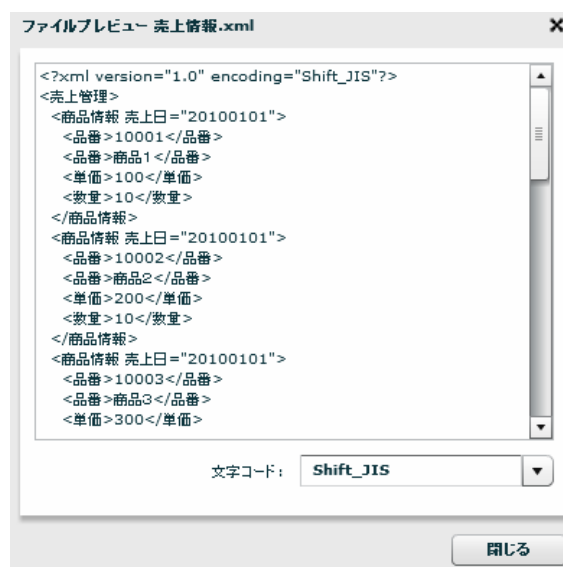 ファイルプレビュー 売上情報.xml
<?xml version="1.0" encoding="Shift_JIS"?>
<売上管理>
<商品情報 売上日="20100101">
<品番>10001</品番>
<品番>商品1</品番>
<単価>100</単価>
<数量>10</数量>
</商品情報>
<商品情報 売上日="20100101">
<品番>10002</品番>
<品番>商品2</品番>
<単価>200</単価>
<数量>10</数量>
</商品情報>
<商品情報 売上日="20100101">
<品番>10003</品番>
<品番>商品3</品番>
<単価>300</単価>
文字コード： Shift_JIS
閉じる